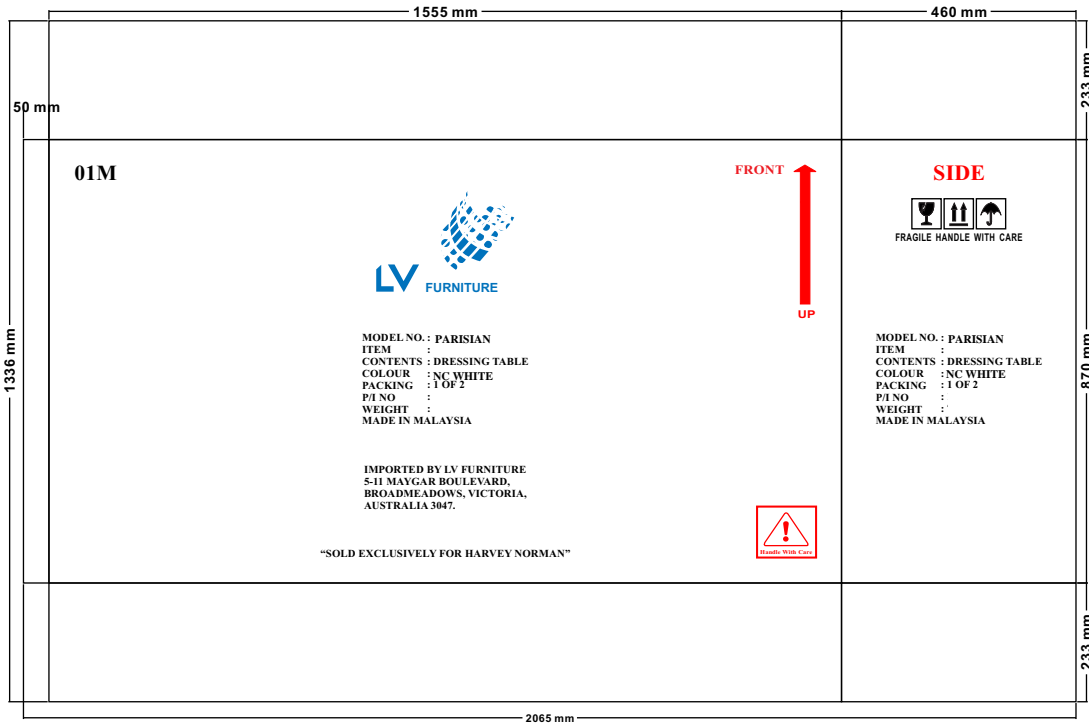 1555 mm
460 mm
233 mm
50 mm
01M
FRONT
SIDE
FRAGILE HANDLE WITH CARE
LV FURNITURE
UP
1336 mm
870 mm
MODEL NO. : PARISIAN
ITEM :
CONTENTS : DRESSING TABLE
COLOUR : NC WHITE
PACKING : 1 OF 2
P/I NO :
WEIGHT :
MADE IN MALAYSIA
MODEL NO. : PARISIAN
ITEM :
CONTENTS : DRESSING TABLE
COLOUR : NC WHITE
PACKING : 1 OF 2
P/I NO :
WEIGHT :
MADE IN MALAYSIA
IMPORTED BY LV FURNITURE
5-11 MAYGAR BOULEVARD,
BROADMEADOWS, VICTORIA,
AUSTRALIA 3047.
“SOLD EXCLUSIVELY FOR HARVEY NORMAN”
Handle With Care
233 mm
2065 mm